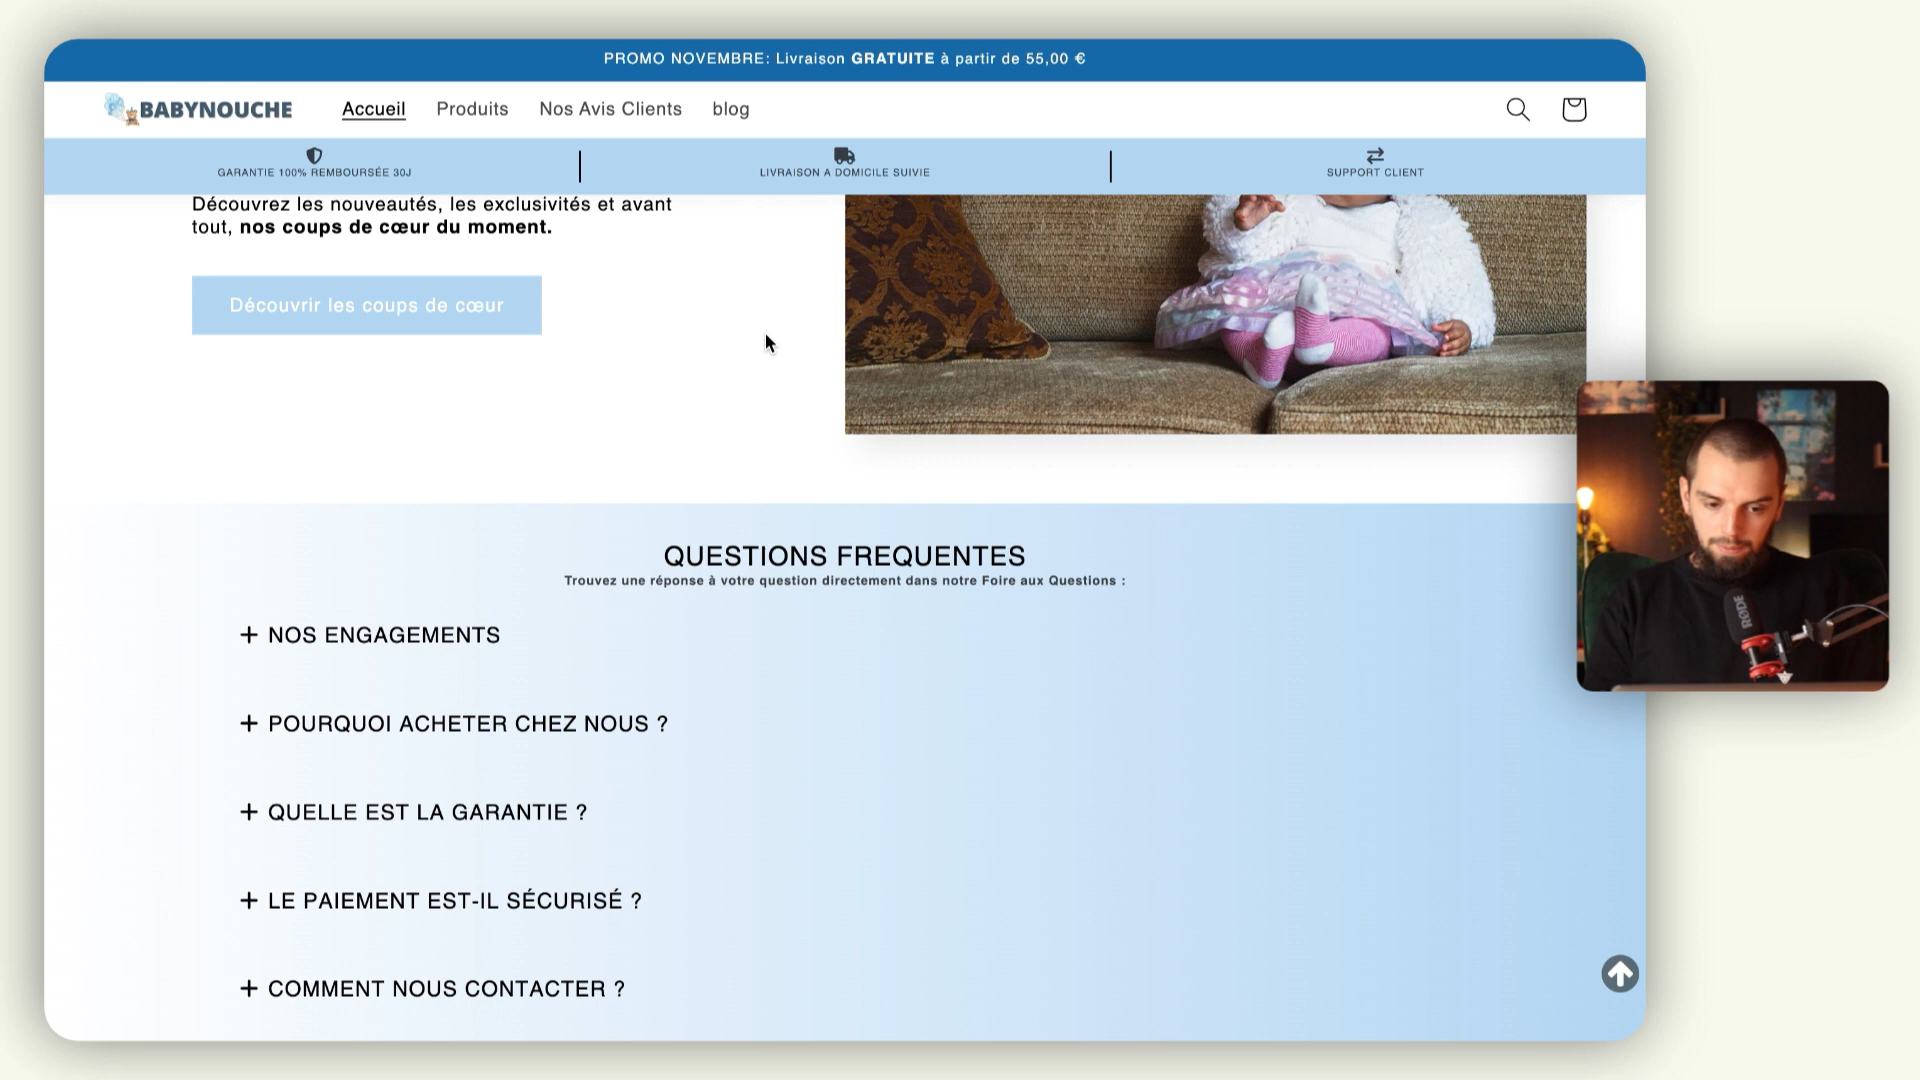 PROMO NOVEMBRE: Livraison GRATUITE à partir de 55,00 €
BABYNOUCHE
Accueil
Produits
Nos Avis Clients
blog
GARANTIE 100% REMBOURSÉE 30J
LIVRAISON A DOMICILE SUIVIE
SUPPORT CLIENT
Découvrez les nouveautés, les exclusivités et avant
tout, nos coups de cœur du moment.
Découvrir les coups de cœur
QUESTIONS FREQUENTES
Trouvez une réponse à votre question directement dans notre Foire aux Questions :
NOS ENGAGEMENTS
POURQUOI ACHETER CHEZ NOUS ?
QUELLE EST LA GARANTIE ?
LE PAIEMENT EST-IL SÉCURISÉ ?
COMMENT NOUS CONTACTER ?
RØDE